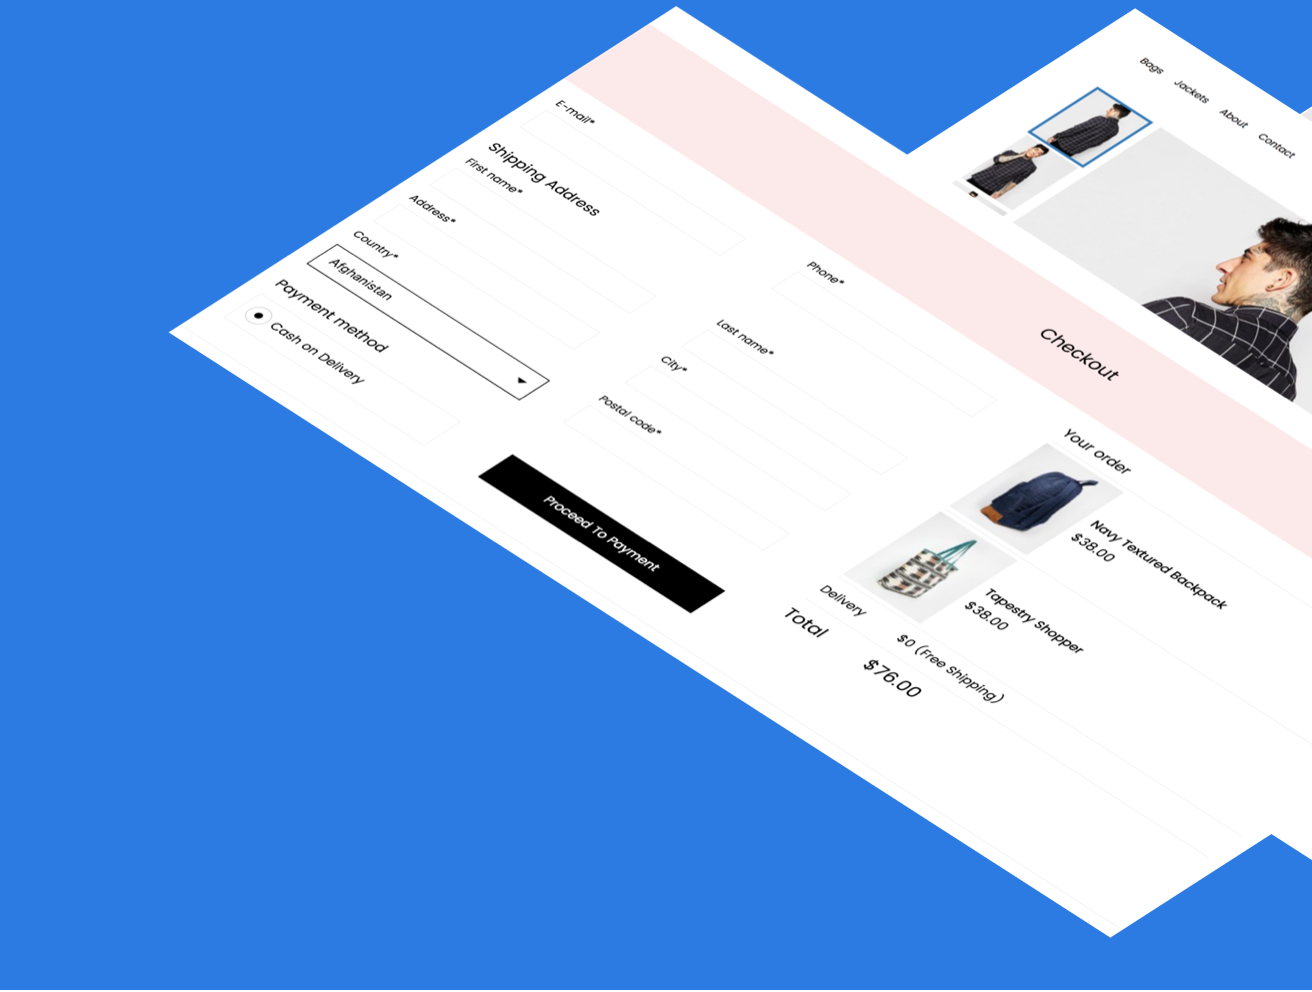 Bags
Jackets
About
Contact
Checkout
E-mail*
Phone*
Shipping Address
First name*
Last name*
Address*
City*
Country*
Afghanistan
Postal code*
Payment method
Cash on Delivery
Proceed To Payment
Your order
Navy Textured Backpack
$38.00
Tapestry Shopper
$38.00
Delivery
$0 (Free Shipping)
Total
$76.00